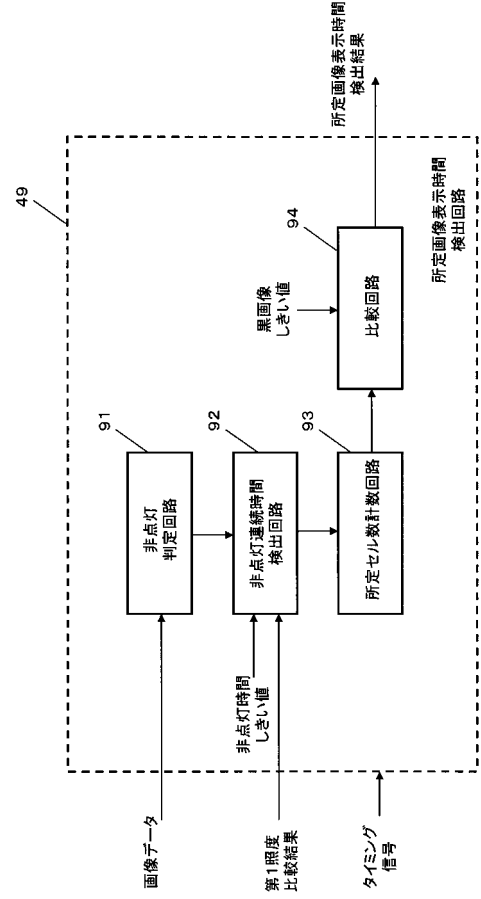 49
画像データ
91
非点灯
判定回路
非点灯時間
しきい値
第1照度
比較結果
92
非点灯連続時間
検出回路
93
所定セル数計数回路
黒画像
しきい値
94
比較回路
所定画像表示時間
検出結果
所定画像表示時間
検出回路
タイミング
信号